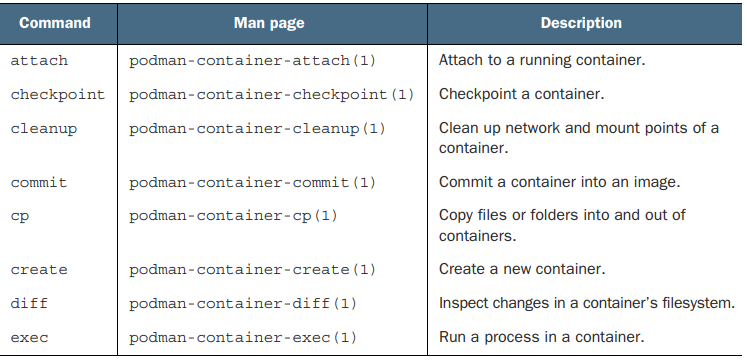 Command Man page Description
attach podman-container-attach(1) Attach to a running container.
checkpoint podman-container-checkpoint(1) Checkpoint a container.
cleanup podman-container-cleanup(1) Clean up network and mount points of a
container.
commit podman-container-commit(1) Commit a container into an image.
cp podman-container-cp(1) Copy files or folders into and out of
containers.
create podman-container-create(1) Create a new container.
diff podman-container-diff(1) Inspect changes in a container’s filesystem.
exec podman-container-exec(1) Run a process in a container.